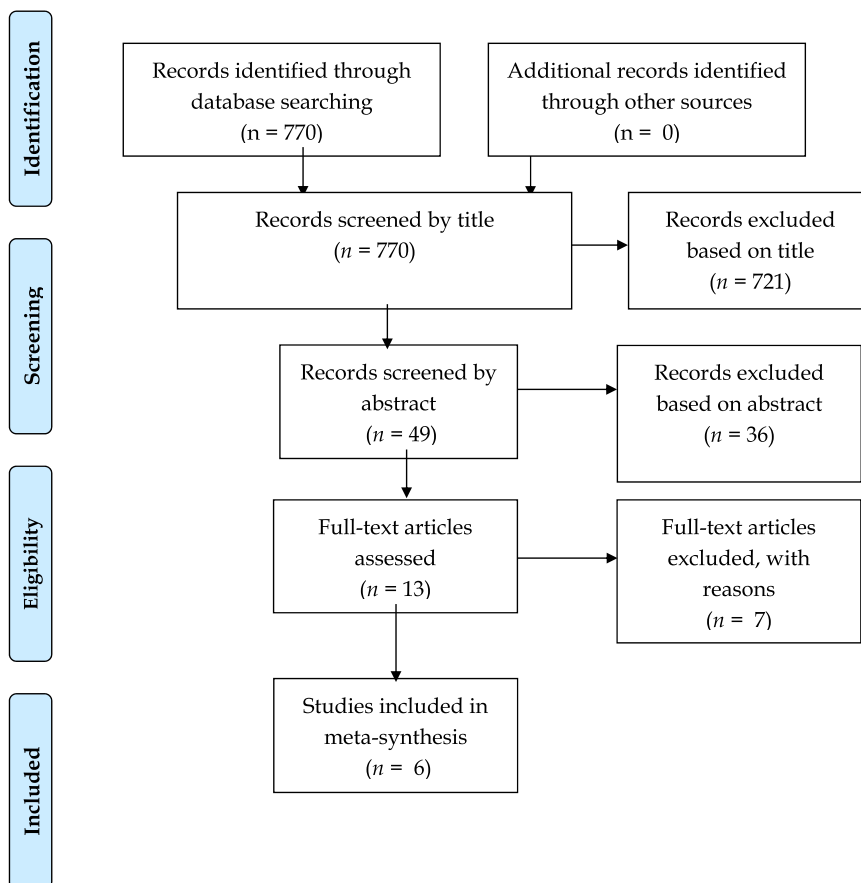 Identification
Records identified through
database searching
(n = 770)
Additional records identified
through other sources
(n = 0)
Records screened by title
(n = 770)
Records excluded
based on title
(n = 721)
Screening
Records screened by
abstract
(n = 49)
Records excluded
based on abstract
(n = 36)
Eligibility
Full-text articles
assessed
(n = 13)
Full-text articles
excluded, with
reasons
(n = 7)
Included
Studies included in
meta-synthesis
(n = 6)